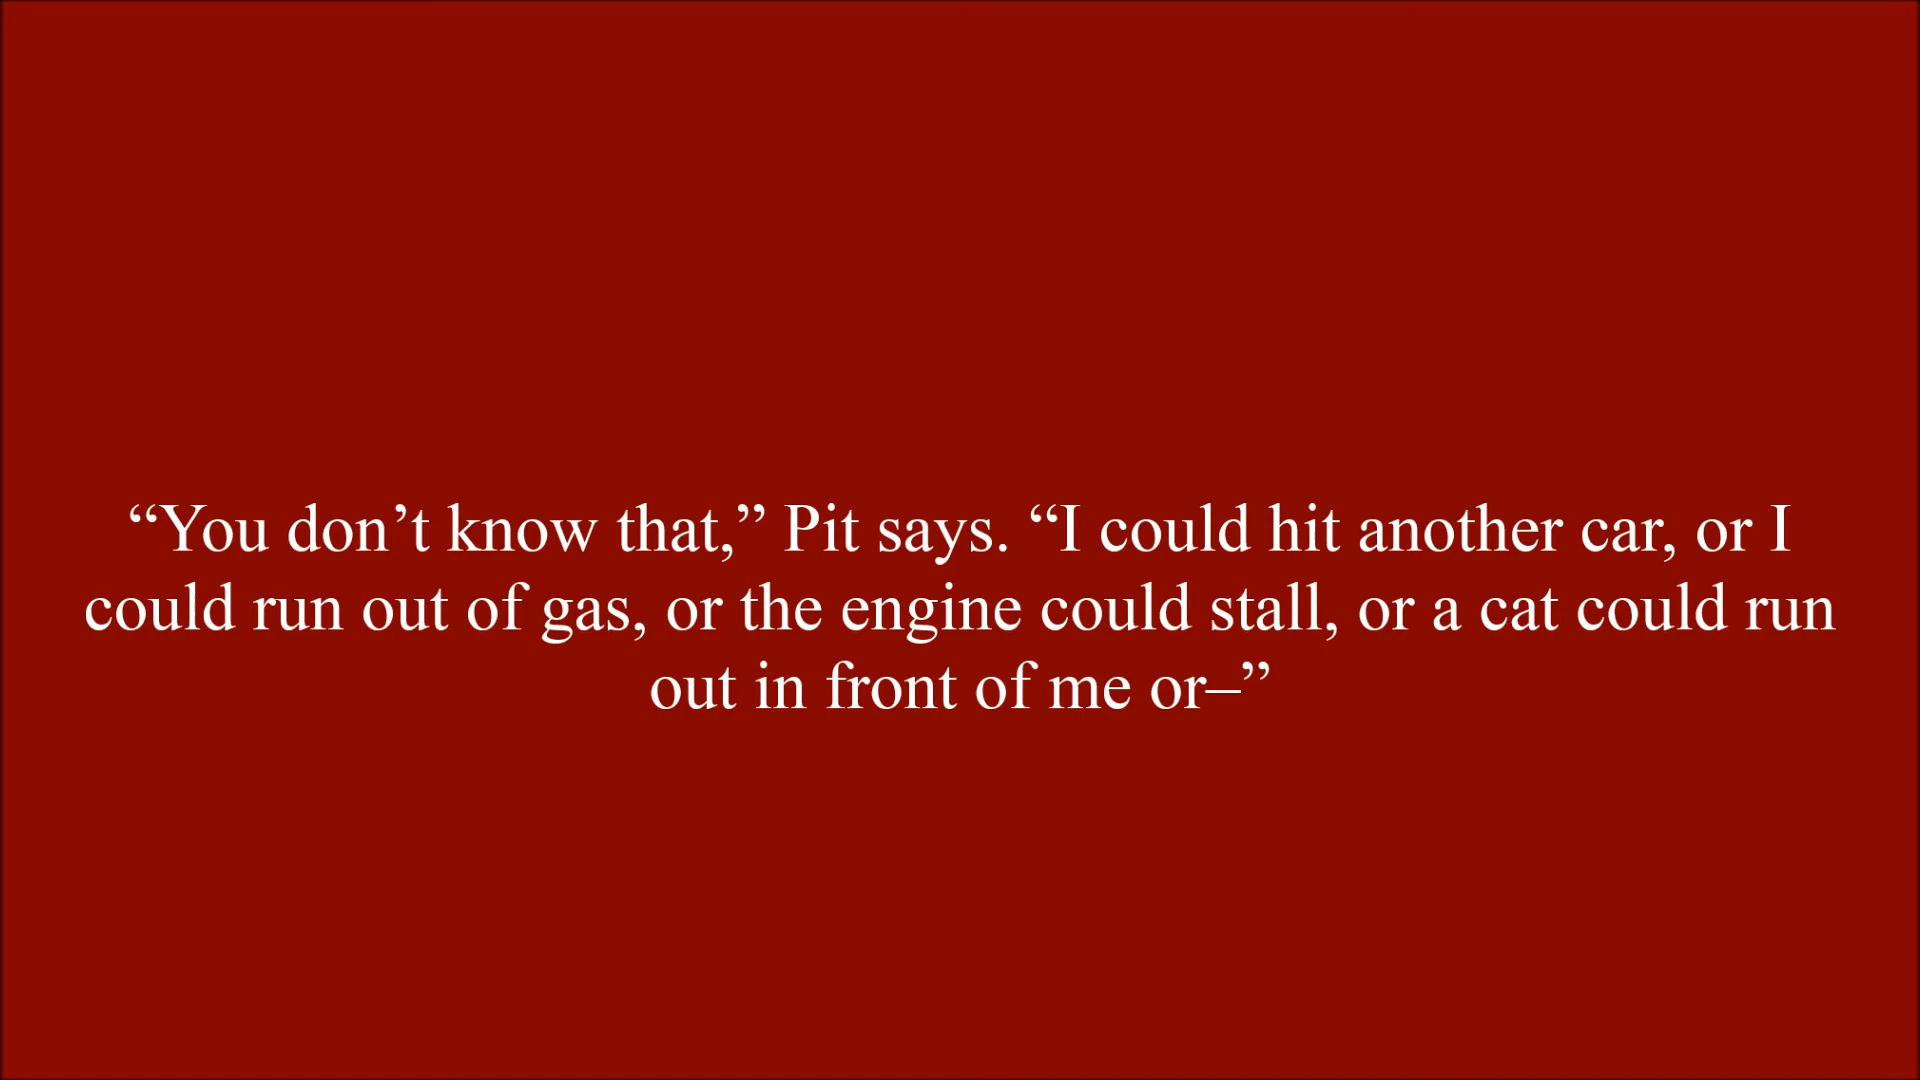 “You don’t know that,” Pit says. “I could hit another car, or I
could run out of gas, or the engine could stall, or a cat could run
out in front of me or–”